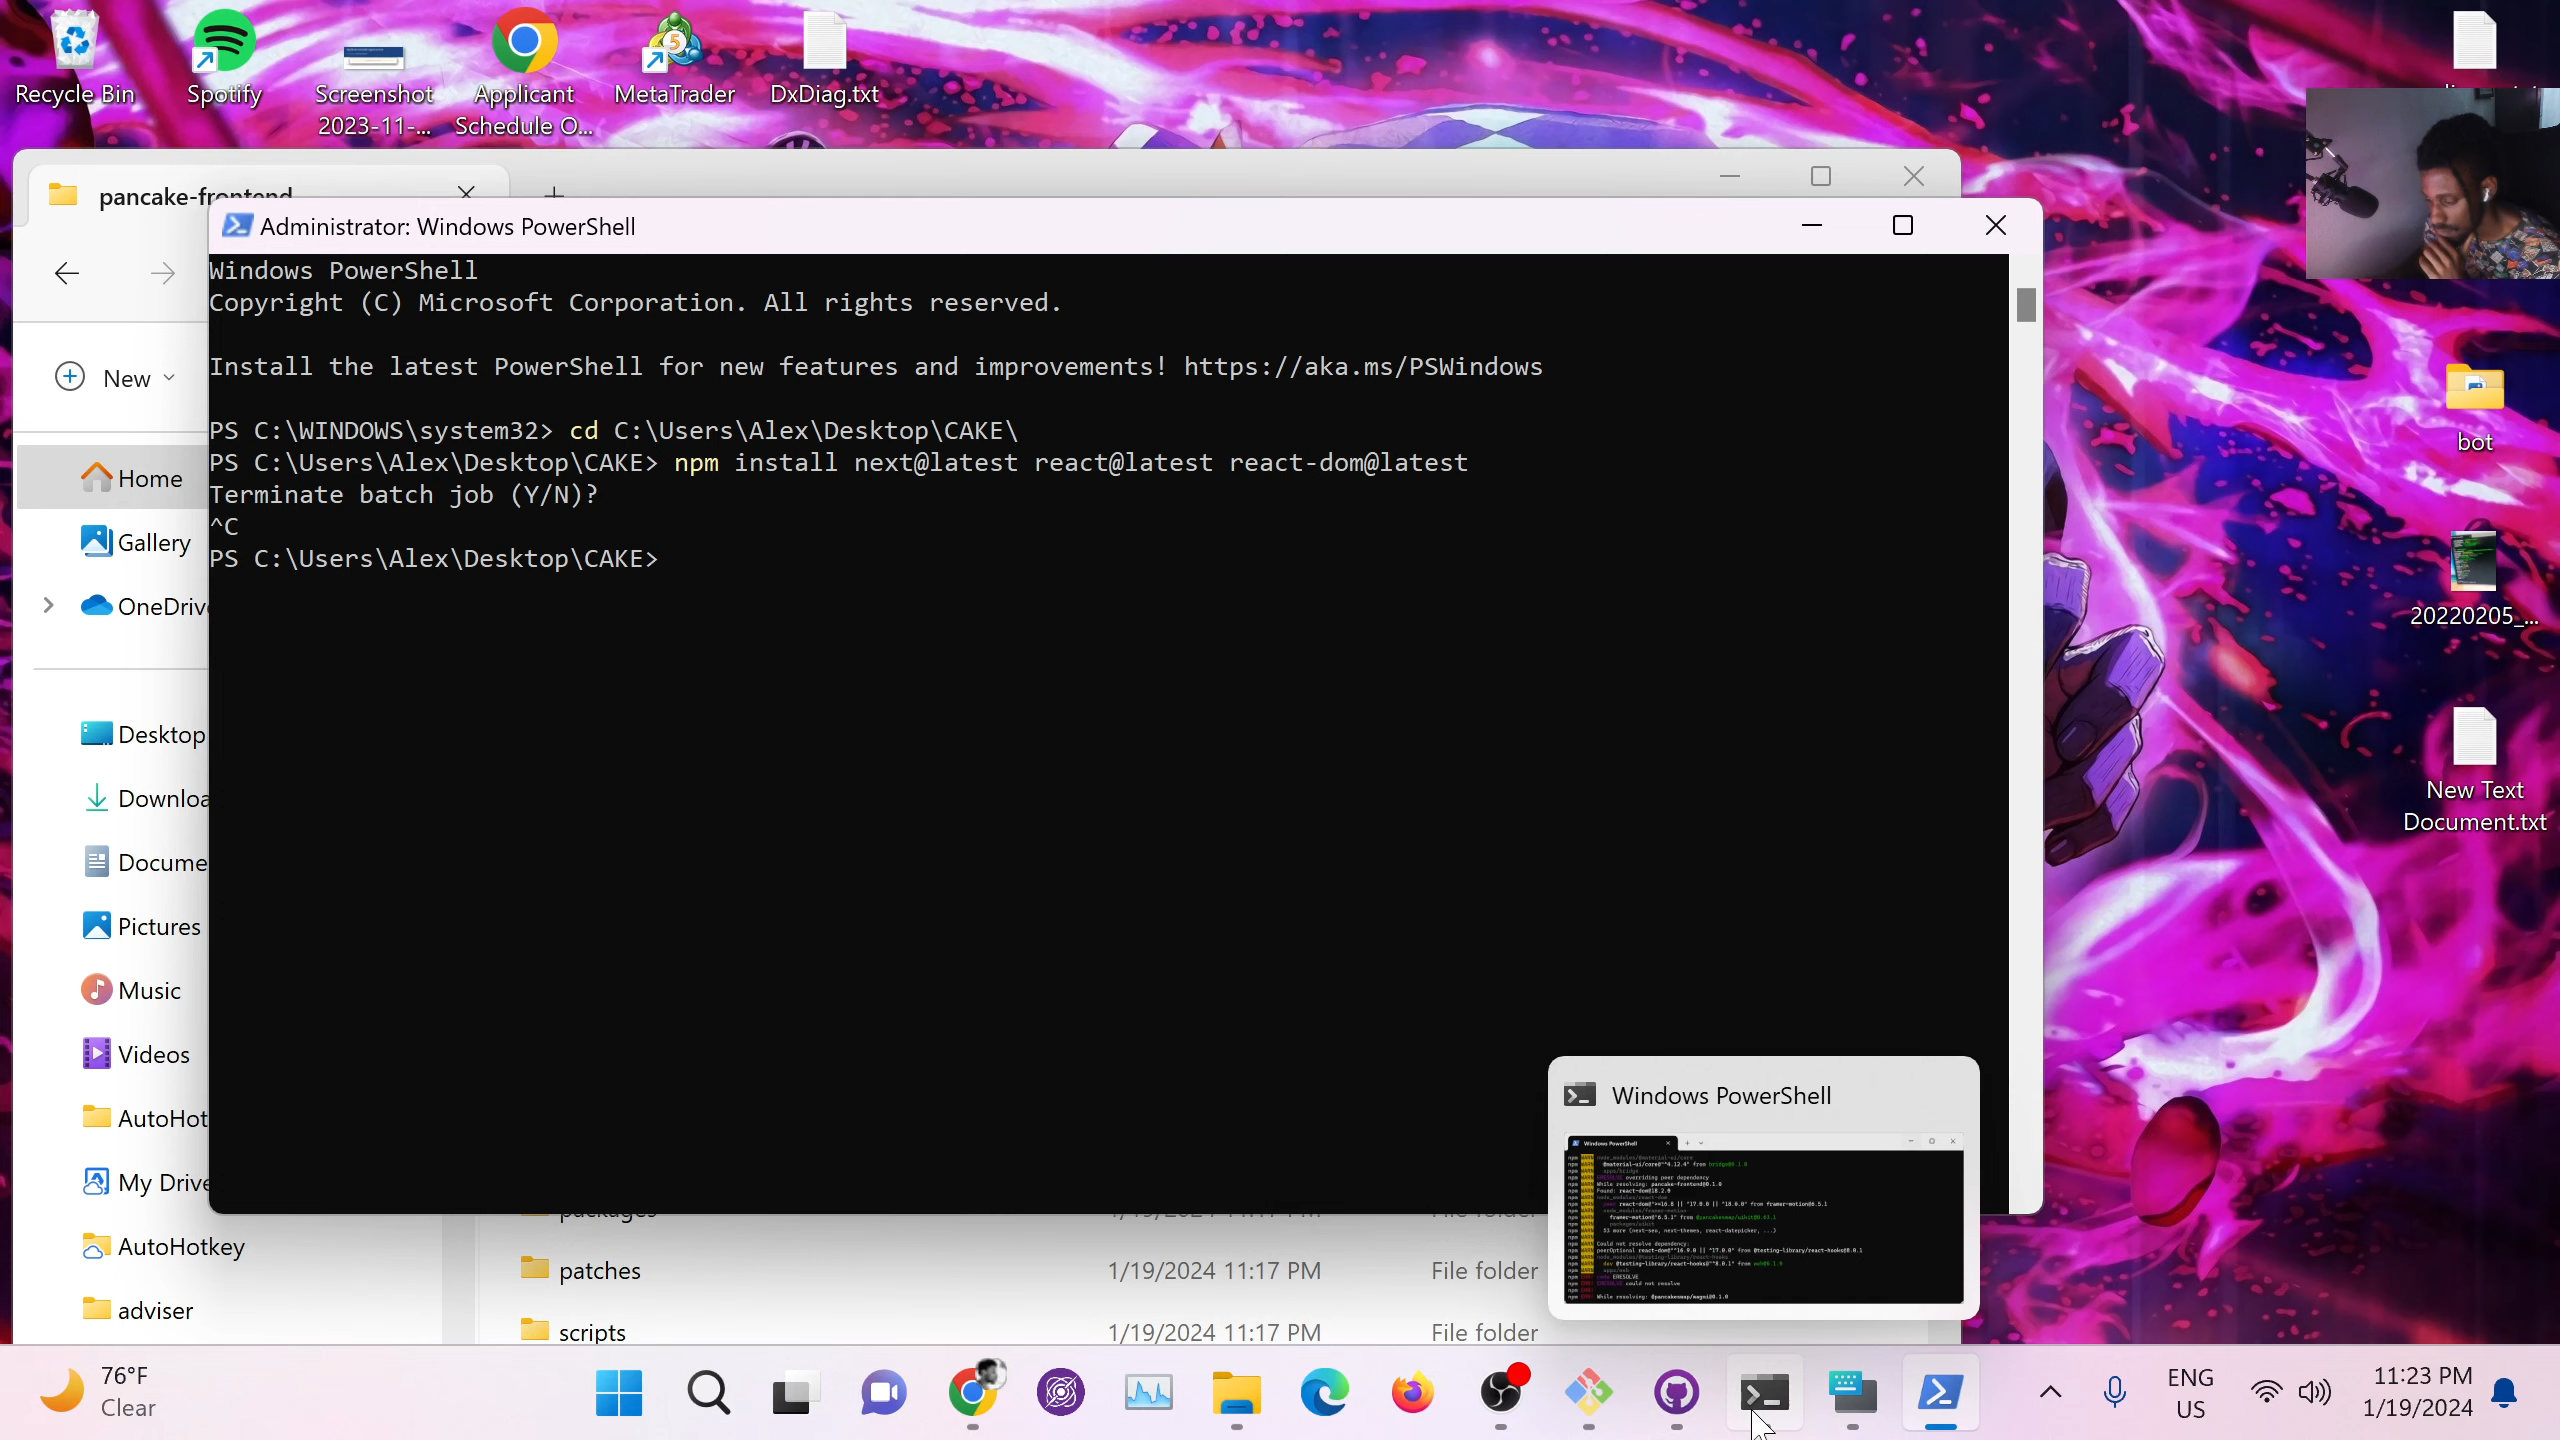 Recycle Bin
Spotify
Screenshot
2023-11-...
Applicant
Schedule O...
MetaTrader
5
DxDiag.txt
pancake-frontend
Administrator: Windows PowerShell
Windows PowerShell
Copyright (C) Microsoft Corporation. All rights reserved.
Install the latest PowerShell for new features and improvements! https://aka.ms/PSWindows
PS C:\WINDOWS\system32> cd C:\Users\Alex\Desktop\CAKE\
PS C:\Users\Alex\Desktop\CAKE> npm install next@latest react@latest react-dom@latest
Terminate batch job (Y/N)?
^C
PS C:\Users\Alex\Desktop\CAKE>
New
Home
Gallery
OneDriv
Desktop
Downloa
Docume
Pictures
Music
Videos
AutoHot
My Drive
AutoHotkey
adviser
packages
patches
1/19/2024 11:17 PM
File folder
scripts
1/19/2024 11:17 PM
File folder
Windows PowerShell
Windows PowerShell
bot
20220205_...
New Text
Document.txt
76°F
Clear
ENG
US
11:23 PM
1/19/2024